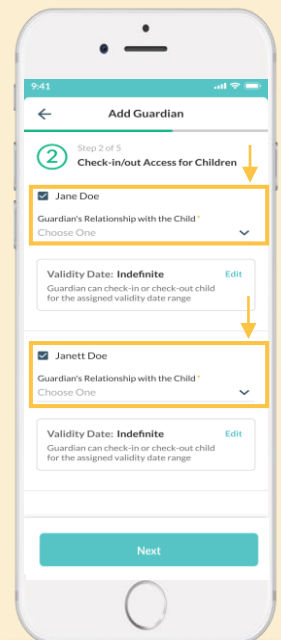 9:41
Add Guardian
2
Step 2 of 5
Check-in/out Access for Children
Jane Doe
Guardian's Relationship with the Child *
Choose One
Validity Date: Indefinite Edit
Guardian can check-in or check-out child
for the assigned validity date range
Janett Doe
Guardian's Relationship with the Child *
Choose One
Validity Date: Indefinite Edit
Guardian can check-in or check-out child
for the assigned validity date range
Next